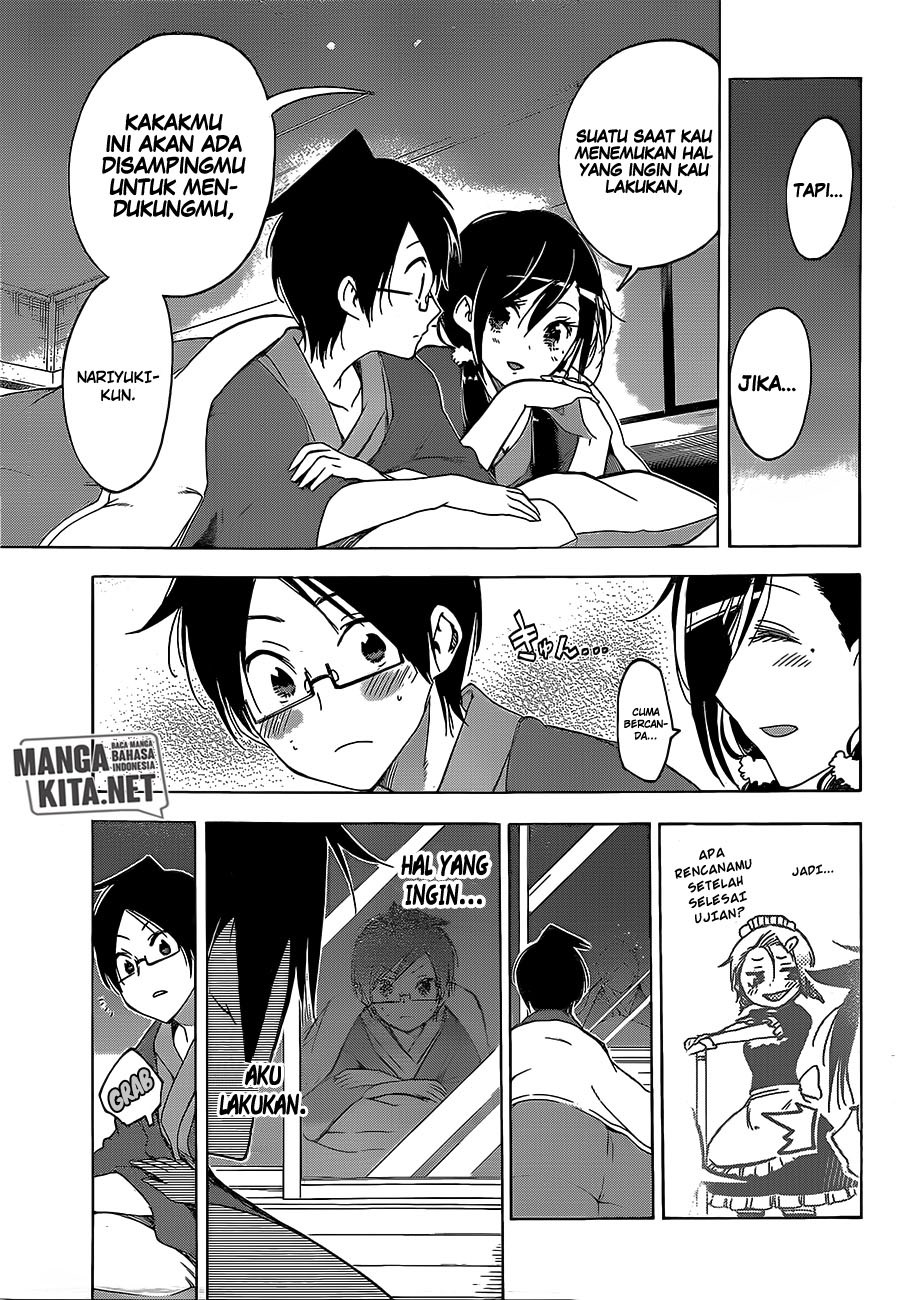 TAPI...
JIKA...
SUATU SAAT KAU
MENEMUKAN HAL
YANG INGIN KAU
LAKUKAN,
KAKAKMU
INI AKAN ADA
DISAMPINGMU
UNTUK MEN-
DUKUNGMU,
NARIYUKI-
KUN.
きゅん...
CUMA
BERCAN-
DA...
MANGA
KITA.NET
BACA MANGA
BAHASA
INDONESIA
JADI...
APA
RENCANAMU
SETELAH
SELESAI
UJIAN?
HAL YANG
INGIN...
AKU
LAKUKAN.
GRAB